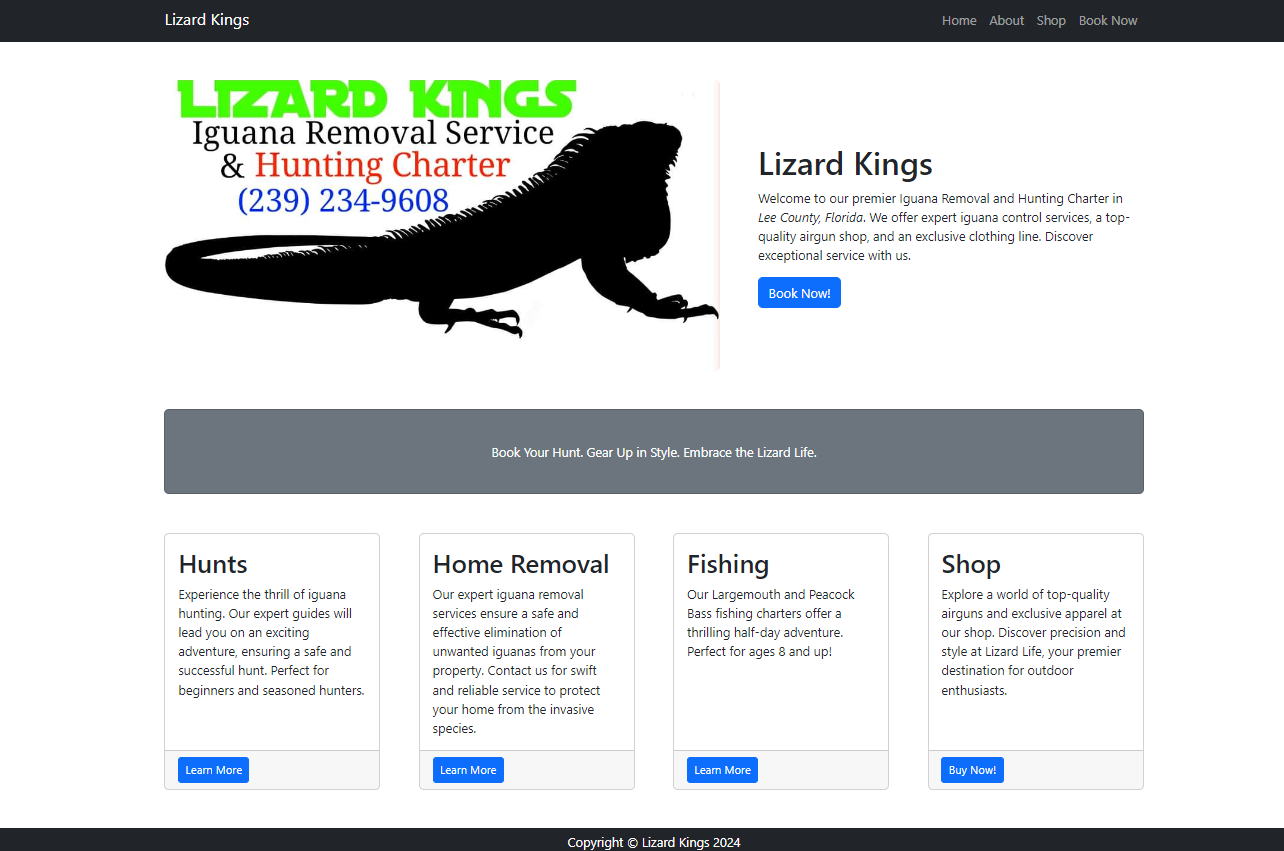 Lizard Kings
Home About Shop Book Now
LIZARD KINGS
Iguana Removal Service
& Hunting Charter
(239) 234-9608
Lizard Kings
Welcome to our premier Iguana Removal and Hunting Charter in
Lee County, Florida. We offer expert iguana control services, a top-
quality airgun shop, and an exclusive clothing line. Discover
exceptional service with us.
Book Now!
Book Your Hunt. Gear Up in Style. Embrace the Lizard Life.
Hunts
Experience the thrill of iguana
hunting. Our expert guides will
lead you on an exciting
adventure, ensuring a safe and
successful hunt. Perfect for
beginners and seasoned hunters.
Learn More
Home Removal
Our expert iguana removal
services ensure a safe and
effective elimination of
unwanted iguanas from your
property. Contact us for swift
and reliable service to protect
your home from the invasive
species.
Learn More
Fishing
Our Largemouth and Peacock
Bass fishing charters offer a
thrilling half-day adventure.
Perfect for ages 8 and up!
Learn More
Shop
Explore a world of top-quality
airguns and exclusive apparel at
our shop. Discover precision and
style at Lizard Life, your premier
destination for outdoor
enthusiasts.
Buy Now!
Copyright © Lizard Kings 2024